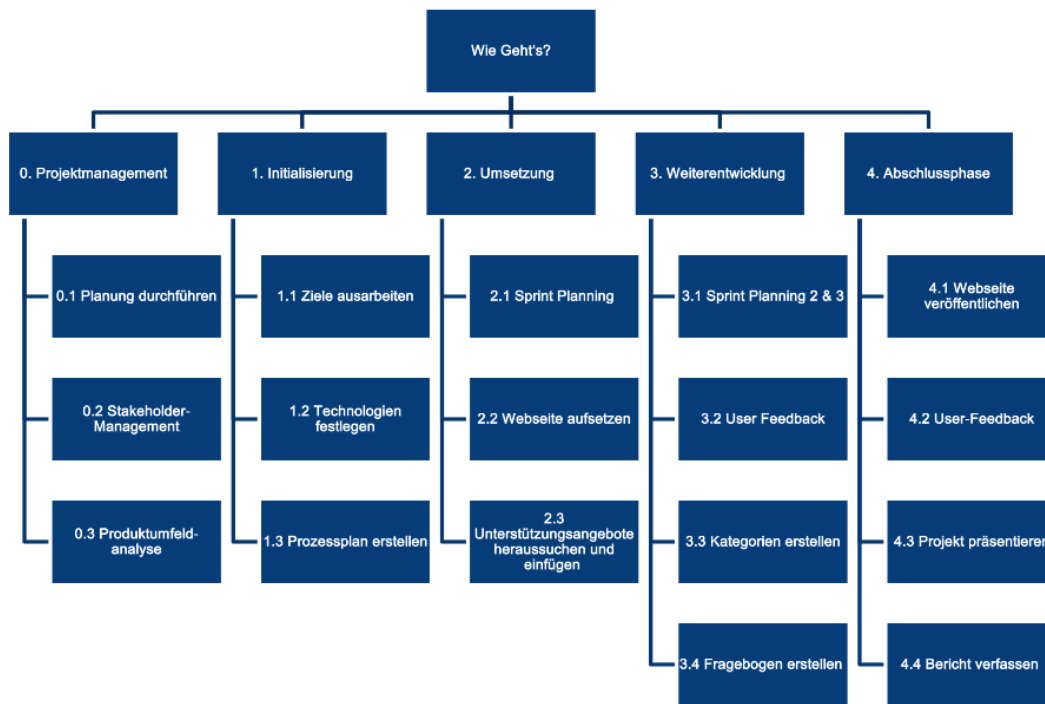 Wie Geht's?
0. Projektmanagement
1. Initialisierung
2. Umsetzung
3. Weiterentwicklung
4. Abschlussphase
0.1 Planung durchführen
1.1 Ziele ausarbeiten
2.1 Sprint Planning
3.1 Sprint Planning 2 & 3
4.1 Webseite
veröffentlichen
0.2 Stakeholder-
Management
1.2 Technologien
festlegen
2.2 Webseite aufsetzen
3.2 User Feedback
4.2 User-Feedback
0.3 Produktumfeld-
analyse
1.3 Prozessplan erstellen
2.3
Unterstützungsangebote
heraussuchen und
einfügen
3.3 Kategorien erstellen
4.3 Projekt präsentieren
3.4 Fragebogen erstellen
4.4 Bericht verfassen